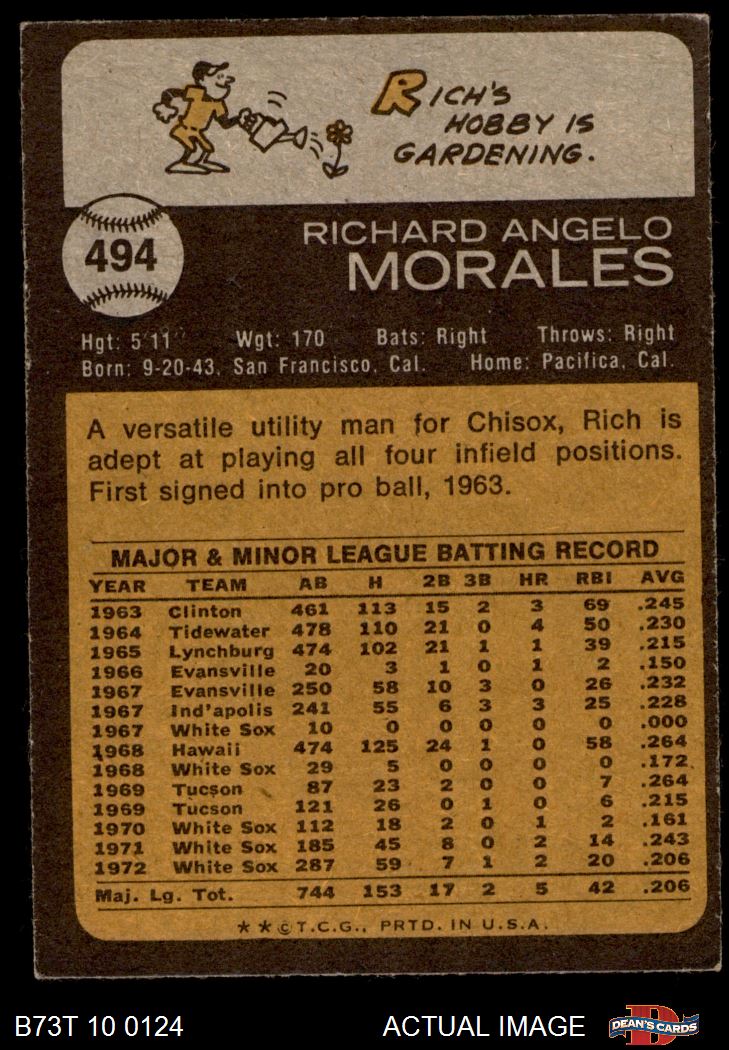 RICH'S
HOBBY IS
GARDENING.
494
RICHARD ANGELO
MORALES
Hgt: 5'11" Wgt: 170 Bats: Right Throws: Right
Born: 9-20-43, San Francisco, Cal. Home: Pacifica, Cal.
A versatile utility man for Chisox, Rich is
adept at playing all four infield positions.
First signed into pro ball, 1963.
MAJOR & MINOR LEAGUE BATTING RECORD
YEAR TEAM AB H 2B 3B HR RBI AVG
1963 Clinton 461 113 15 2 3 69 .245
1964 Tidewater 478 110 21 0 4 50 .230
1965 Lynchburg 474 102 21 1 1 39 .215
1966 Evansville 20 3 1 0 1 2 .150
1967 Evansville 250 58 10 3 0 26 .232
1967 Ind'apolis 241 55 6 3 3 25 .228
1967 White Sox 10 0 0 0 0 0 .000
1968 Hawaii 474 125 24 1 0 58 .264
1968 White Sox 29 5 0 0 0 0 .172
1969 Tucson 87 23 2 0 0 7 .264
1969 Tucson 121 26 0 1 0 6 .215
1970 White Sox 112 18 2 0 1 2 .161
1971 White Sox 185 45 8 0 2 14 .243
1972 White Sox 287 59 7 1 2 20 .206
Maj. Lg. Tot. 744 153 17 2 5 42 .206
★★©T.C.G., PRTD. IN U.S.A.
B73T 10 0124 ACTUAL IMAGE
D
DEAN'S CARDS